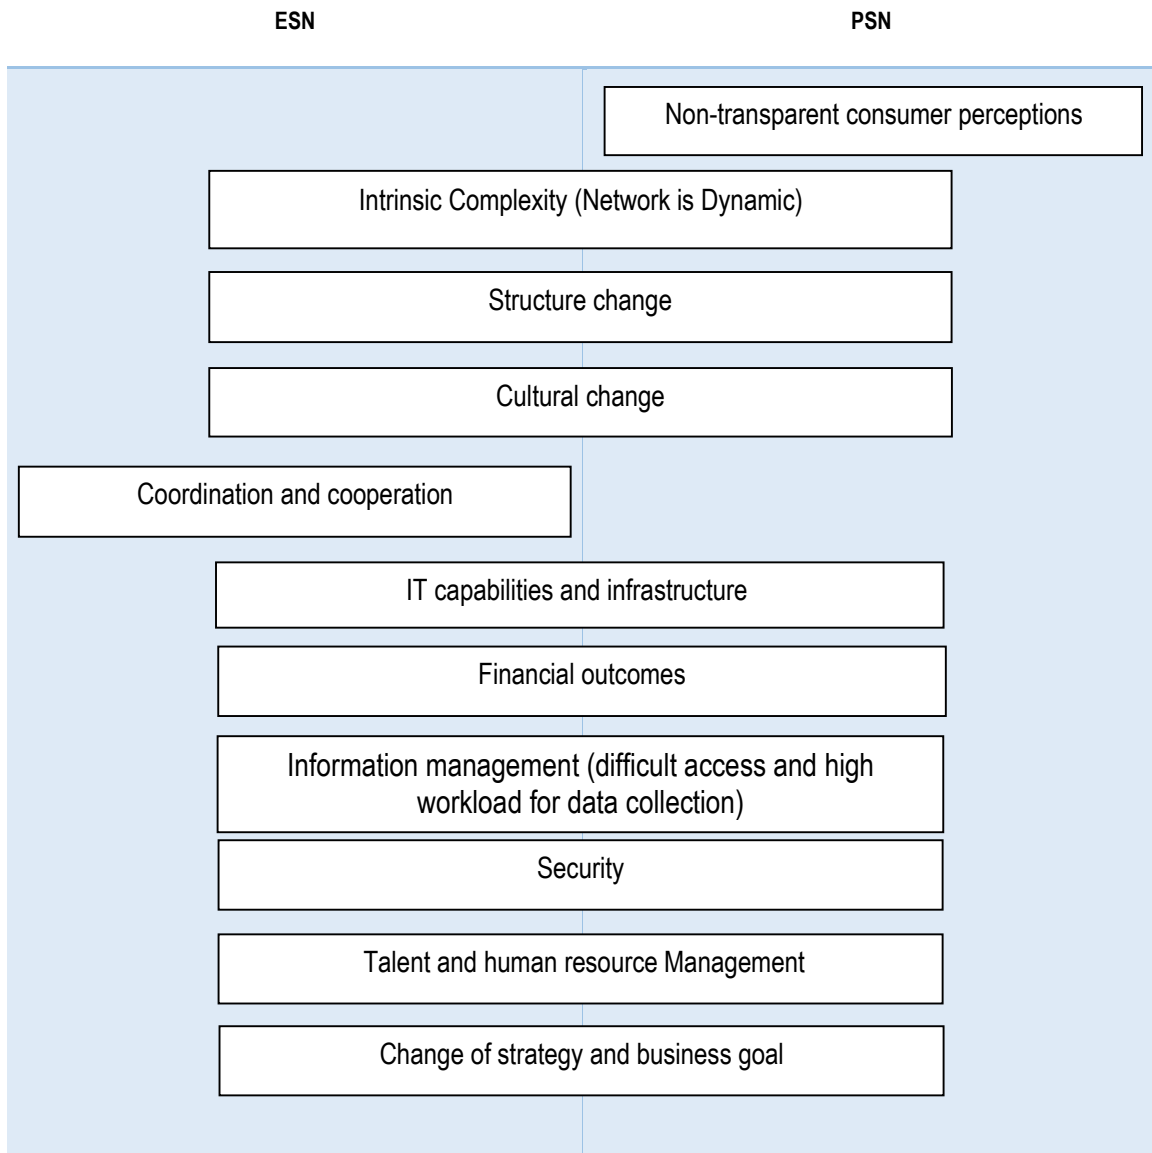 ESN
PSN
Non-transparent consumer perceptions
Intrinsic Complexity (Network is Dynamic)
Structure change
Cultural change
Coordination and cooperation
IT capabilities and infrastructure
Financial outcomes
Information management (difficult access and high
workload for data collection)
Security
Talent and human resource Management
Change of strategy and business goal